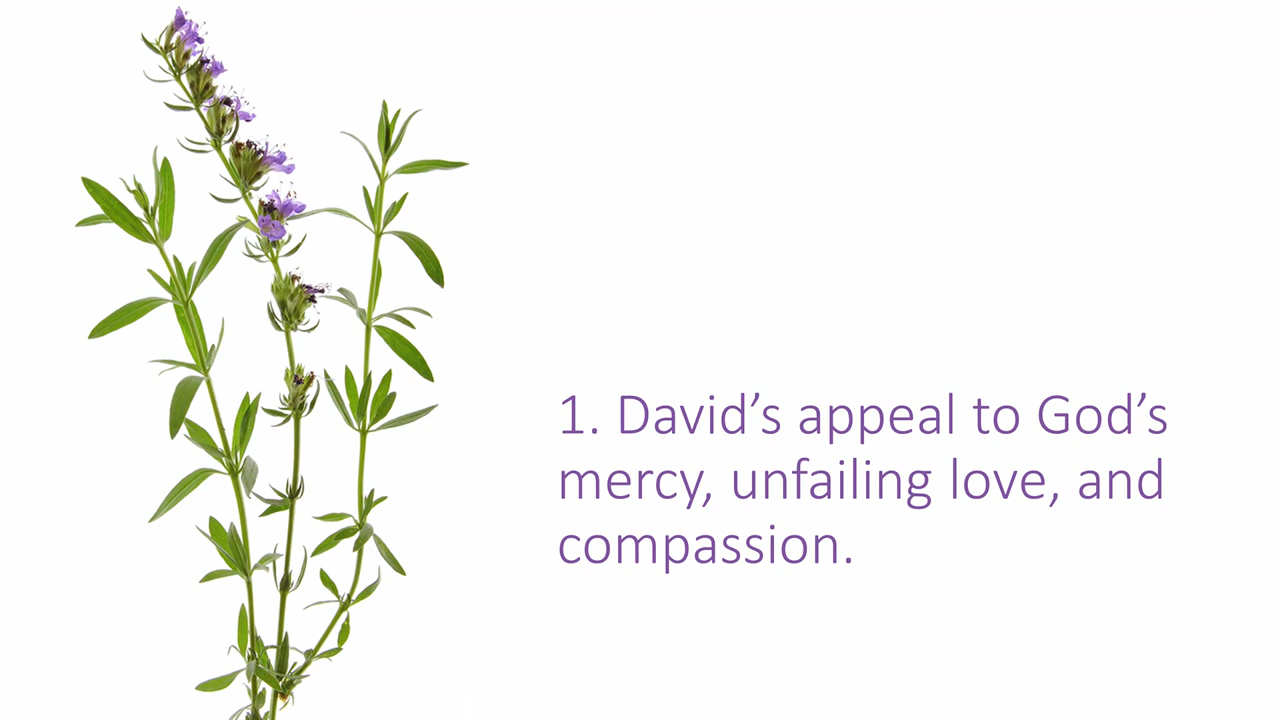 1. David’s appeal to God’s
mercy, unfailing love, and
compassion.